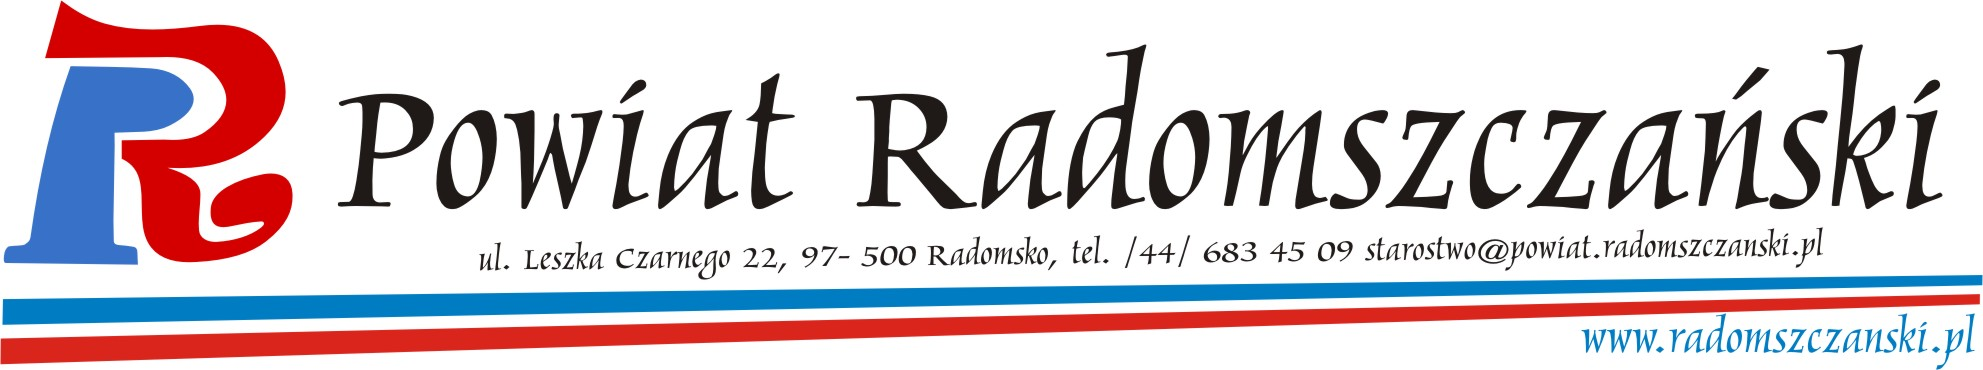 PR Powiat Radomszczański
ul. Leszka Czarnego 22, 97- 500 Radomsko, tel. /44/ 683 45 09 starostwo@powiat.radomszczanski.pl
www.radomszczanski.pl